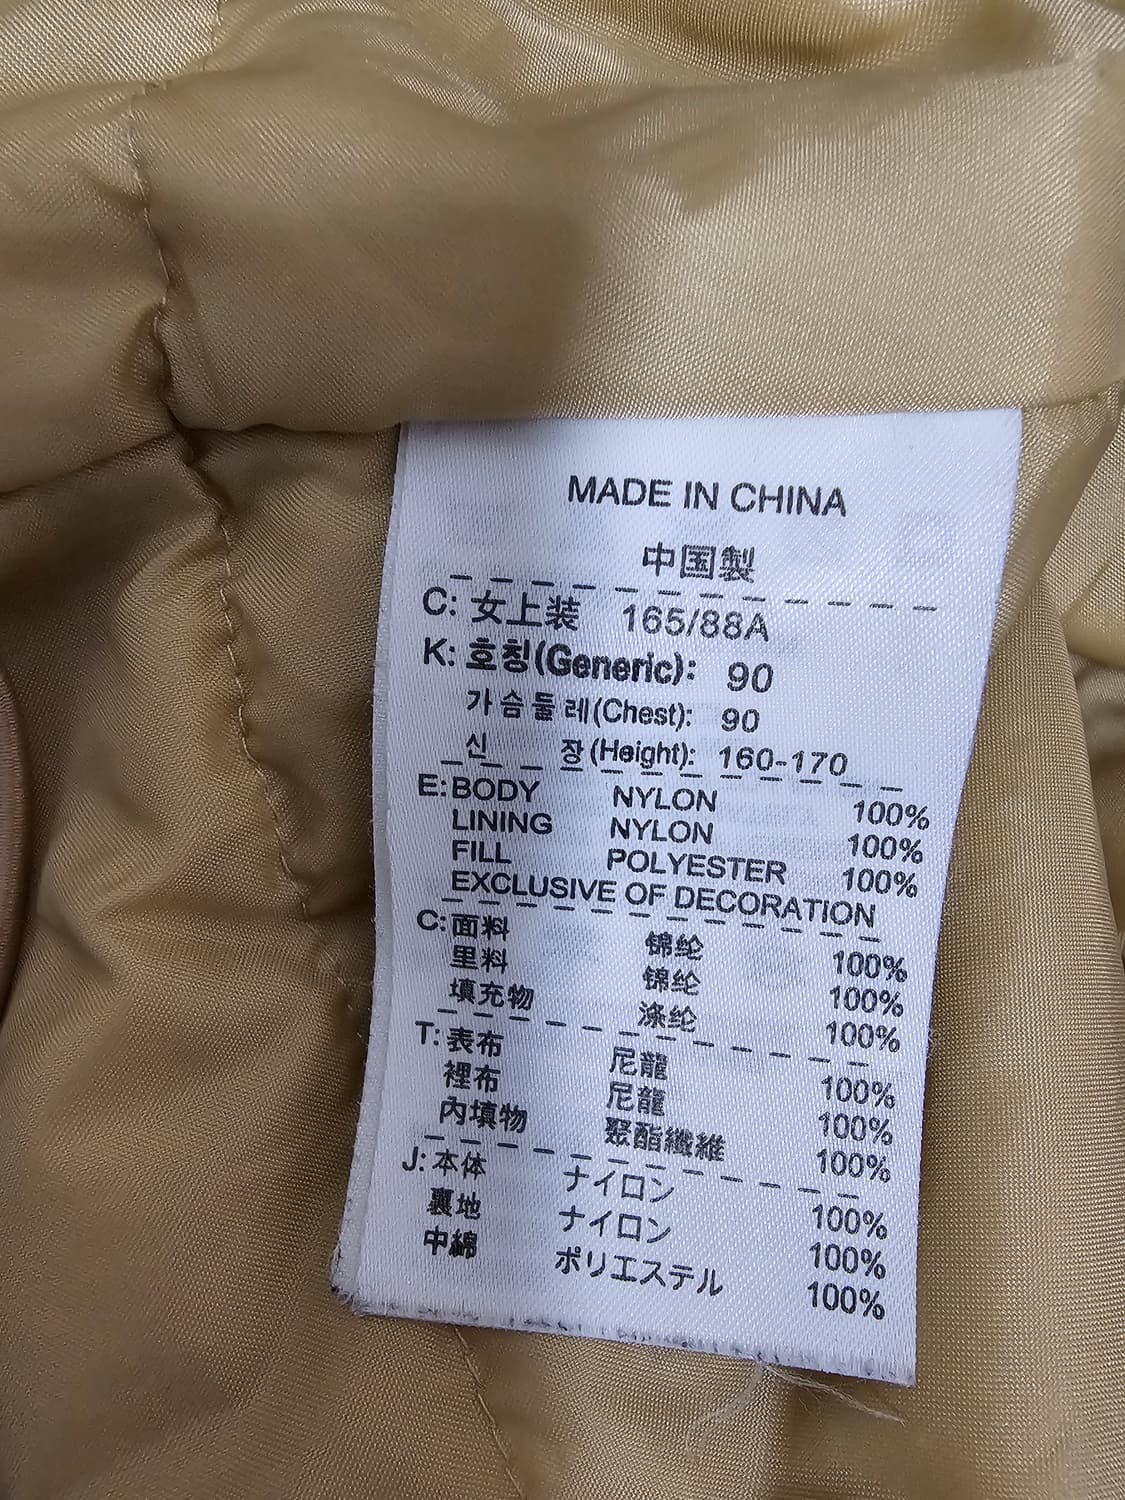 MADE IN CHINA
中国製
C: 女上装 165/88A
K: 호칭(Generic): 90
가슴둘레(Chest): 90
신 장(Height): 160-170
E: BODY NYLON 100%
LINING NYLON 100%
FILL POLYESTER 100%
EXCLUSIVE OF DECORATION
C: 面料 锦纶 100%
里料 锦纶 100%
填充物 涤纶 100%
T: 表布 尼龍 100%
裡布 尼龍 100%
內填物 聚酯纖維 100%
J: 本体 ナイロン 100%
裏地 ナイロン 100%
中綿 ポリエステル 100%